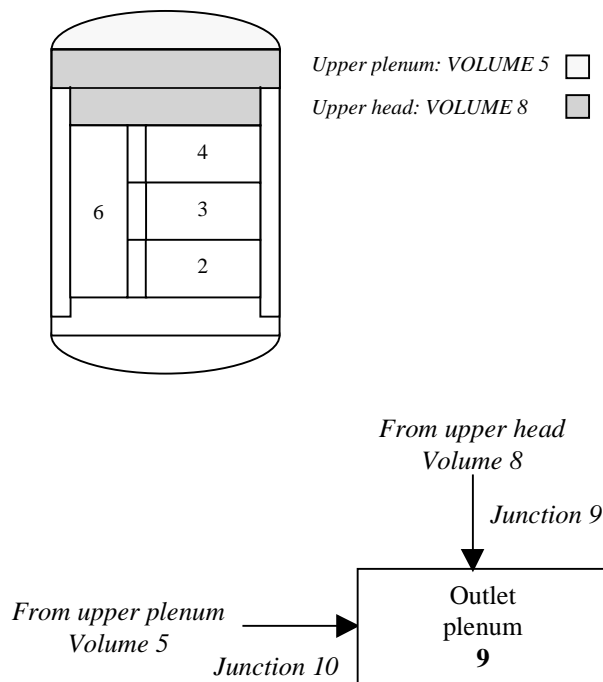 Upper plenum: VOLUME 5
Upper head: VOLUME 8
4
6
3
2
From upper head
Volume 8
Junction 9
Outlet
plenum
9
From upper plenum
Volume 5
Junction 10